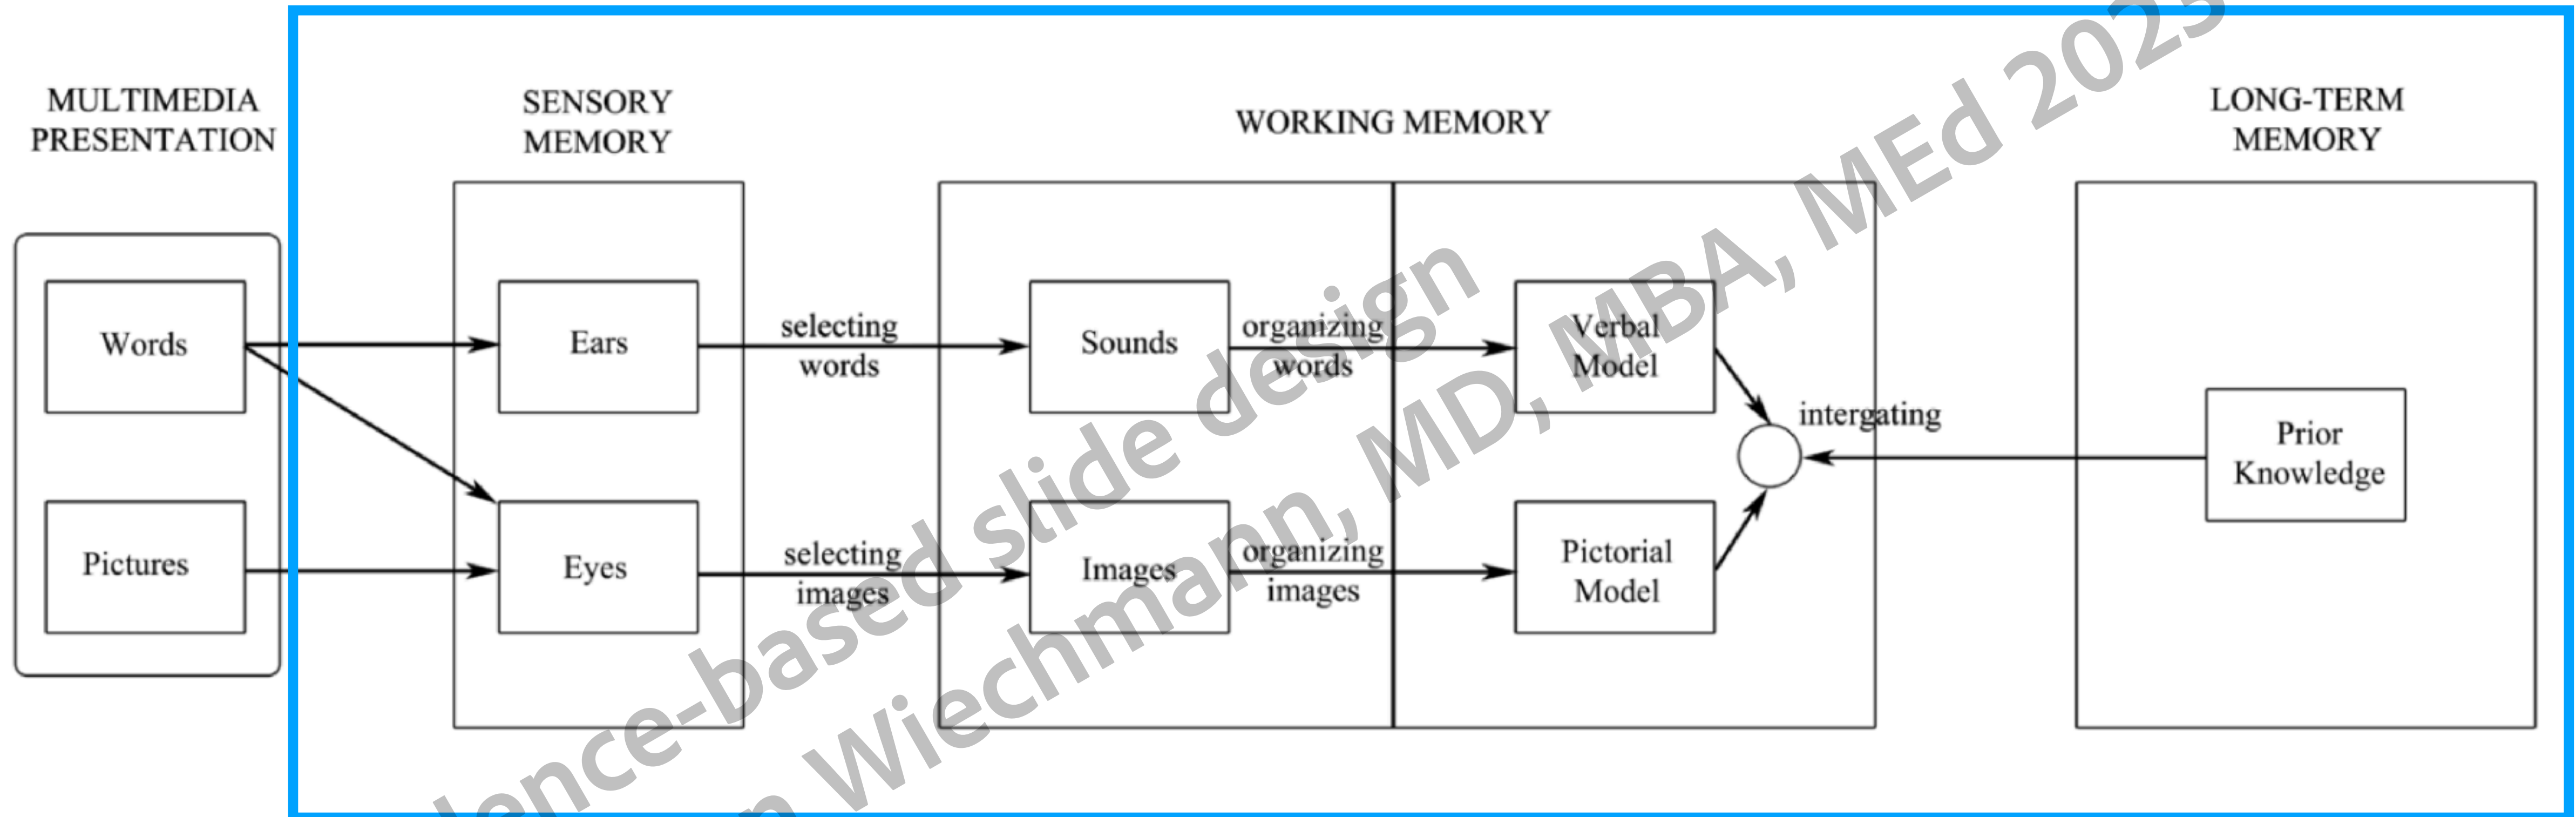 MULTIMEDIA
PRESENTATION
SENSORY
MEMORY
WORKING MEMORY
LONG-TERM
MEMORY
Words
Pictures
Ears
Eyes
selecting
words
selecting
images
Sounds
Images
organizing
words
organizing
images
Verbal
Model
Pictorial
Model
intergating
Prior
Knowledge
slide design
Wiechmann, MD, MBA, MEd 2023